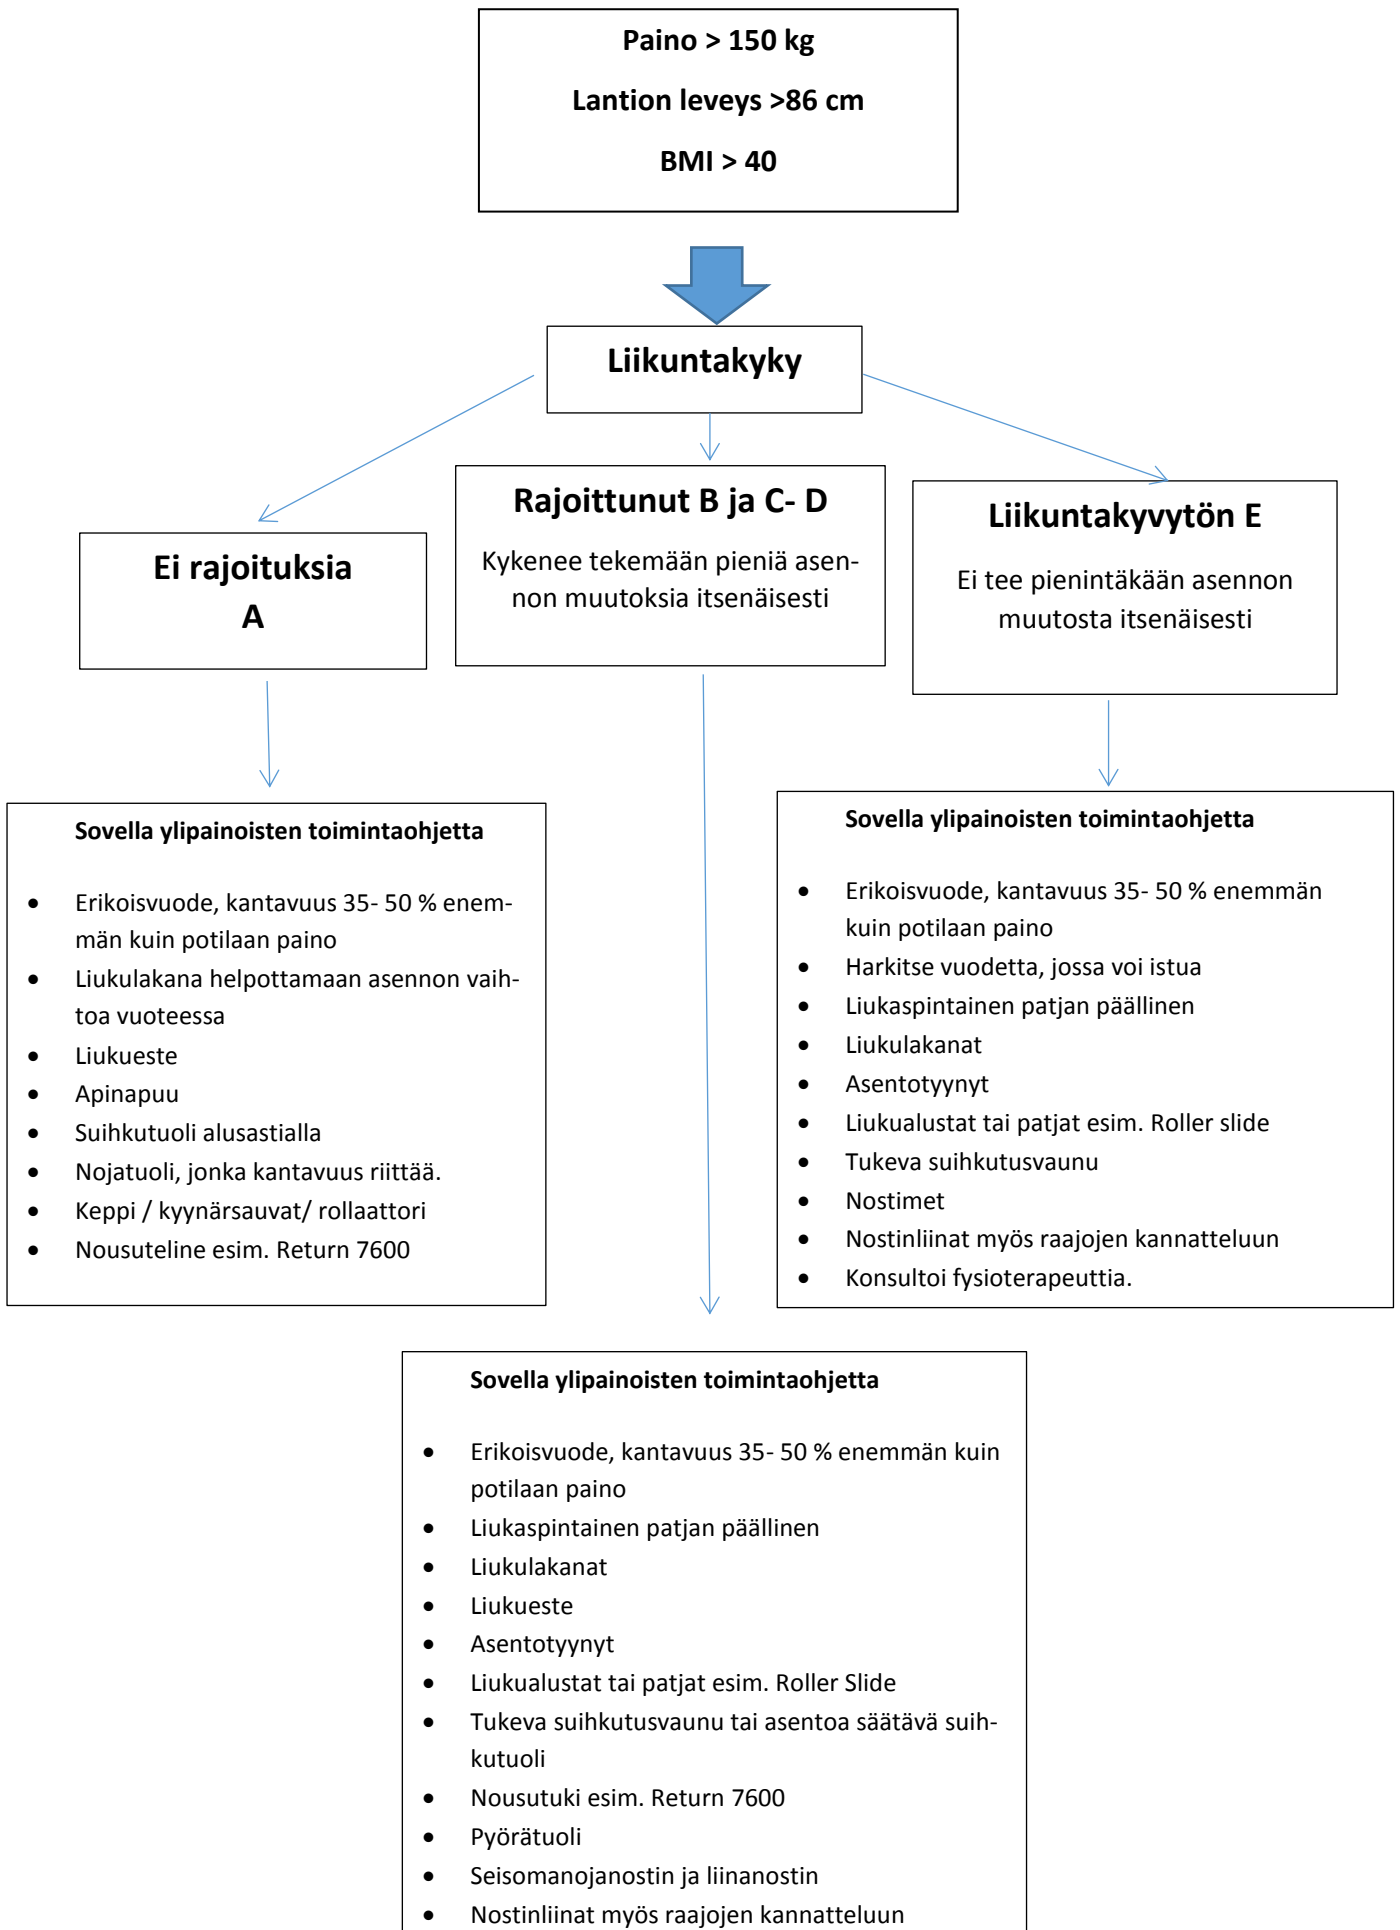 Paino > 150 kg
Lantion leveys >86 cm
BMI > 40
Liikuntakyky
Ei rajoituksia
A
Rajoittunut B ja C- D
Kykenee tekemään pieniä asen-
non muutoksia itsenäisesti
Liikuntakyvytön E
Ei tee pienintäkään asennon
muutosta itsenäisesti
Sovella ylipainoisten toimintaohjetta
• Erikoisvuode, kantavuus 35- 50 % enem-
män kuin potilaan paino
• Liukulakana helpottamaan asennon vaih-
toa vuoteessa
• Liukueste
• Apinapuu
• Suihkutuoli alusastialla
• Nojatuoli, jonka kantavuus riittää.
• Keppi / kyynärsauvat/ rollaattori
• Nousuteline esim. Return 7600
Sovella ylipainoisten toimintaohjetta
• Erikoisvuode, kantavuus 35- 50 % enemmän
kuin potilaan paino
• Harkitse vuodetta, jossa voi istua
• Liukaspintainen patjan päällinen
• Liukulakanat
• Asentotyynyt
• Liukualustat tai patjat esim. Roller slide
• Tukeva suihkutusvaunu
• Nostimet
• Nostinliinat myös raajojen kannatteluun
• Konsultoi fysioterapeuttia.
Sovella ylipainoisten toimintaohjetta
• Erikoisvuode, kantavuus 35- 50 % enemmän kuin
potilaan paino
• Liukaspintainen patjan päällinen
• Liukulakanat
• Liukueste
• Asentotyynyt
• Liukualustat tai patjat esim. Roller Slide
• Tukeva suihkutusvaunu tai asentoa säätävä suih-
kutuoli
• Nousutuki esim. Return 7600
• Pyörätuoli
• Seisomanojanostin ja liinanostin
• Nostinliinat myös raajojen kannatteluun